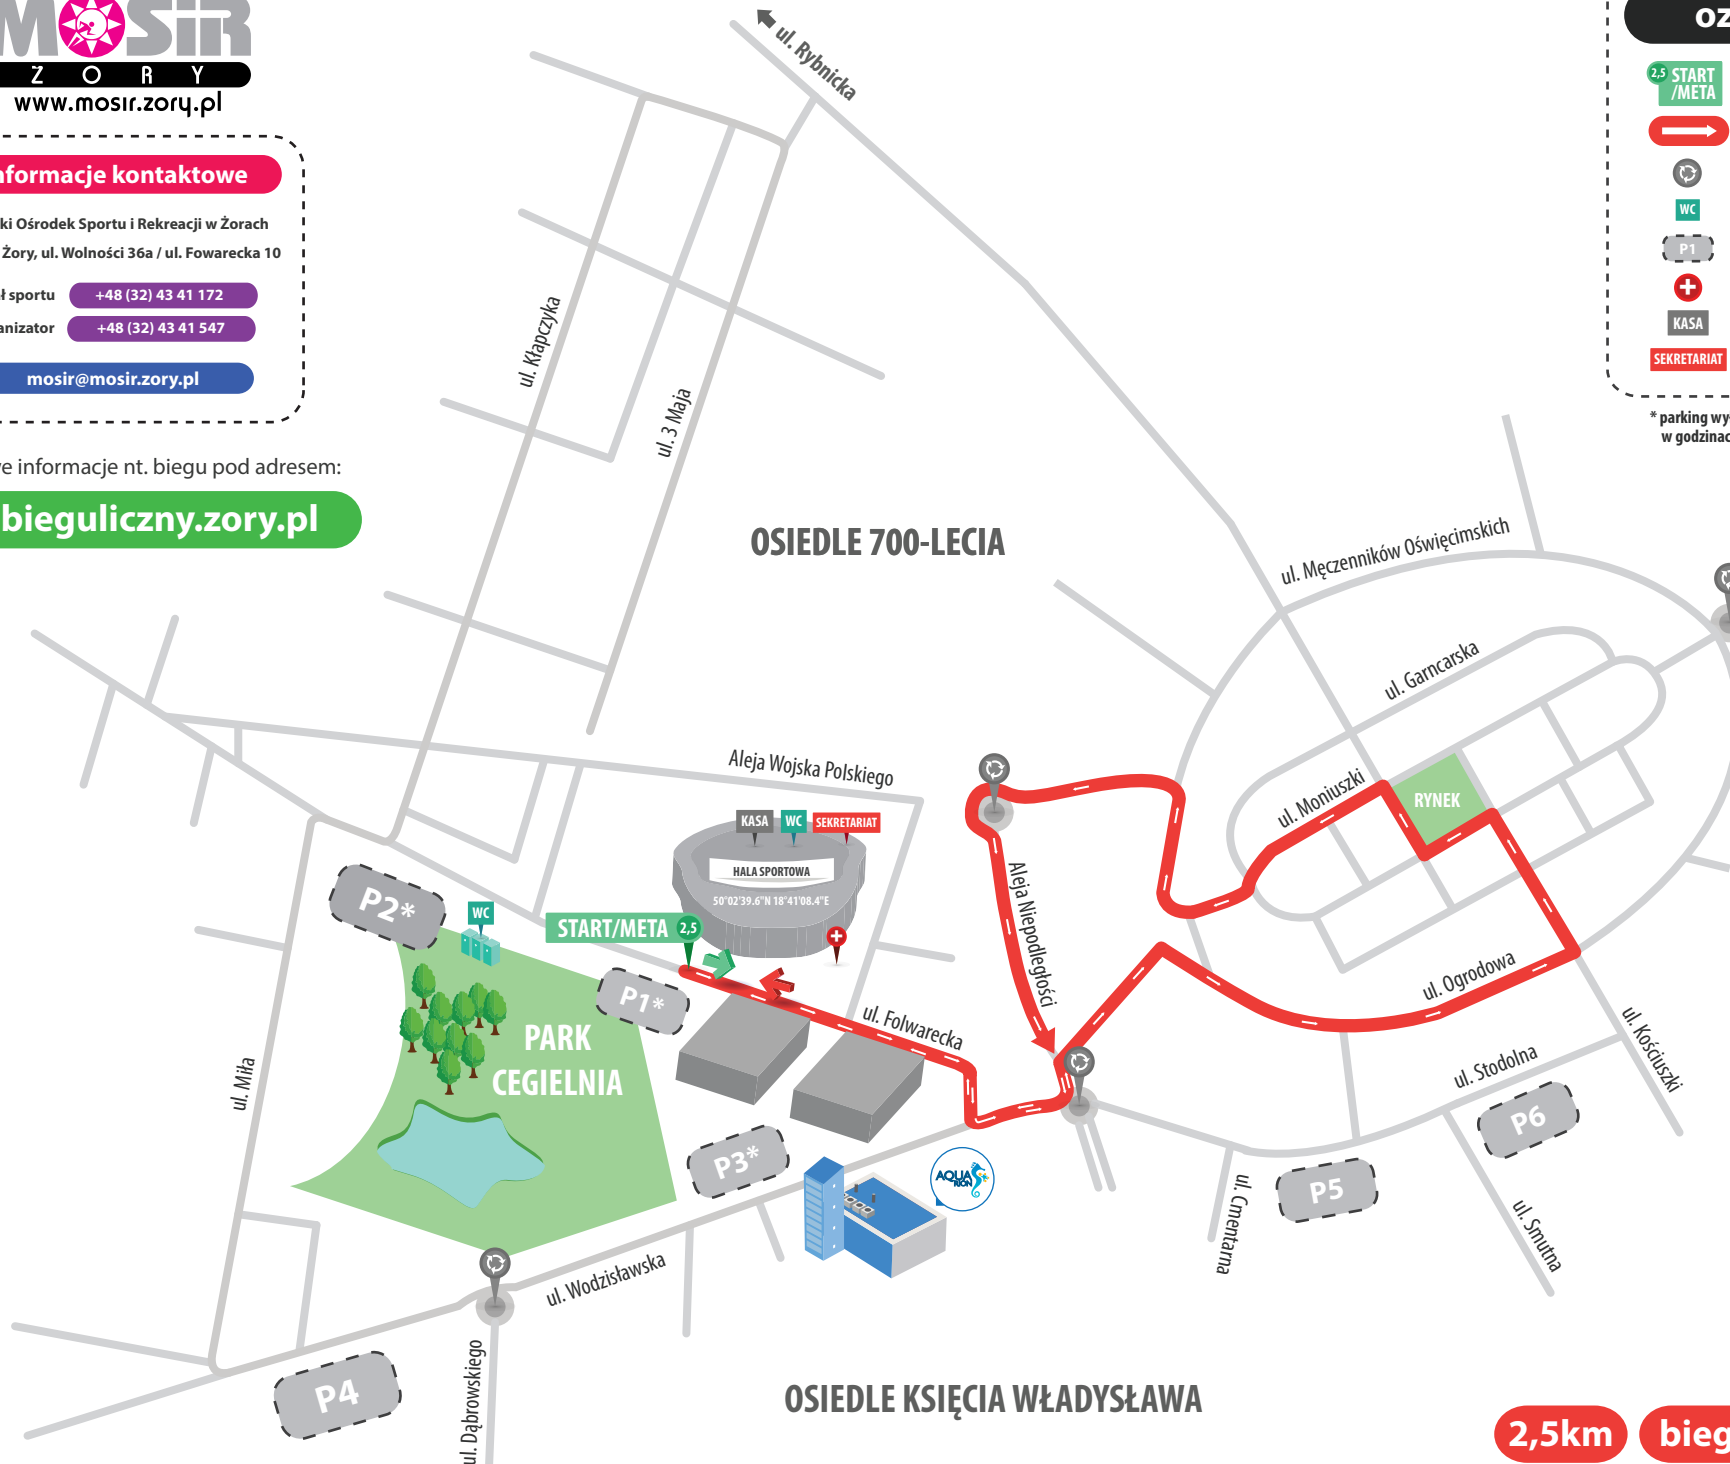 MOSiR
ZORY
www.mosir.zory.pl
nformacje kontaktowe
ki Ośrodek Sportu i Rekreacji w Żorach
Żory, ul. Wolności 36a / ul. Fowarecka 10
ł sportu +48 (32) 43 41 172
anizator +48 (32) 43 41 547
mosir@mosir.zory.pl
e informacje nt. biegu pod adresem:
bieguliczny.zory.pl
oz
2,5 START
/META
WC
P1
KASA
SEKRETARIAT
* parking wy
w godzinac
ul. Rybnicka
ul. Kłapczyka
ul. 3 Maja
OSIEDLE 700-LECIA
ul. Męczenników Oświęcimskich
ul. Garncarska
Aleja Wojska Polskiego
ul. Moniuszki
RYNEK
KASA
WC
SEKRETARIAT
HALA SPORTOWA
50°02'39.6"N 18°41'08.4"E
P2*
WC
START/META 2,5
Aleja Niepodległości
P1*
ul. Folwarecka
ul. Ogrodowa
PARK
CEGIELNIA
ul. Miła
ul. Kościuszki
ul. Stodolna
P6
P3*
AQUA
RION
P5
ul. Cmentarna
ul. Smutna
ul. Wodzisławska
P4
ul. Dąbrowskiego
OSIEDLE KSIĘCIA WŁADYSŁAWA
2,5km
bieg